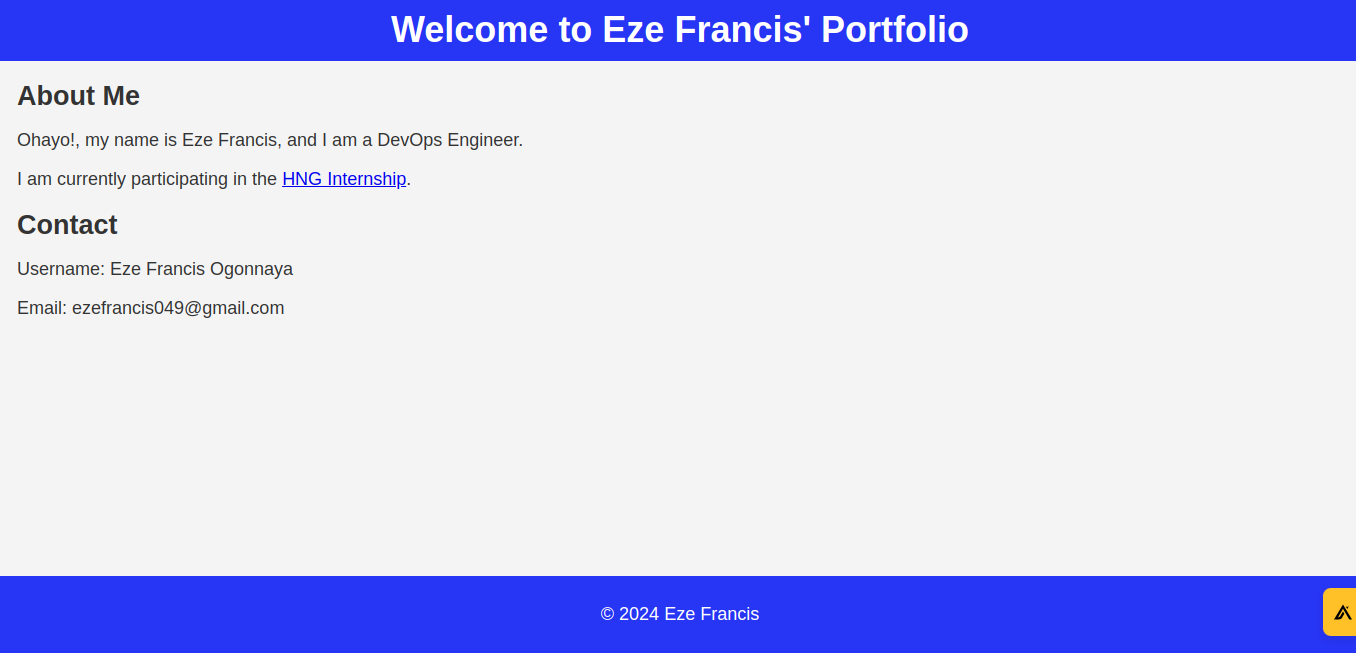 Welcome to Eze Francis' Portfolio
About Me
Ohayo!, my name is Eze Francis, and I am a DevOps Engineer.
I am currently participating in the HNG Internship.
Contact
Username: Eze Francis Ogonnaya
Email: ezefrancis049@gmail.com
© 2024 Eze Francis